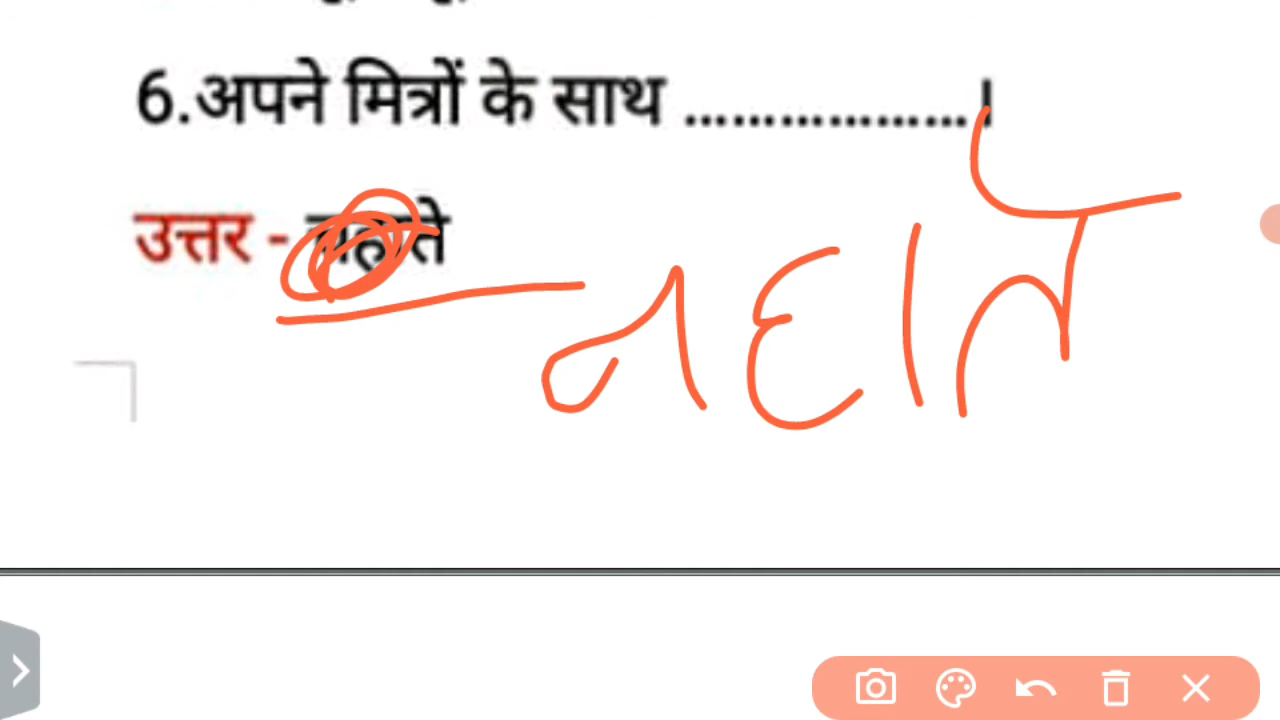 6.अपने मित्रों के साथ ....................।
उत्तर - ते
नहाते